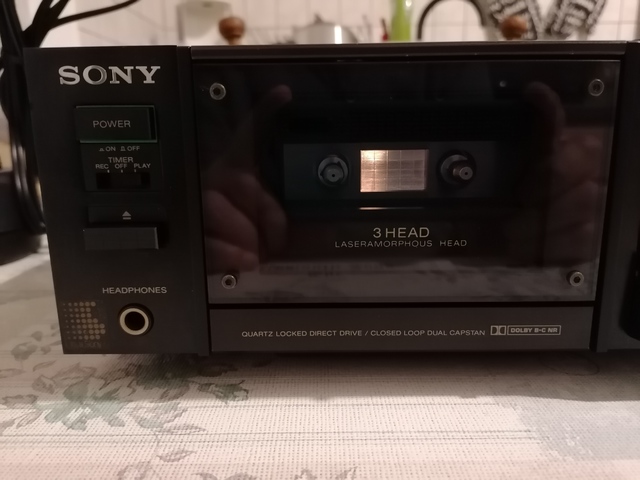 SONY
POWER
ON OFF
TIMER
REC OFF PLAY
HEADPHONES
3 HEAD
LASERAMORPHOUS HEAD
QUARTZ LOCKED DIRECT DRIVE / CLOSED LOOP DUAL CAPSTAN DOLBY B-C NR